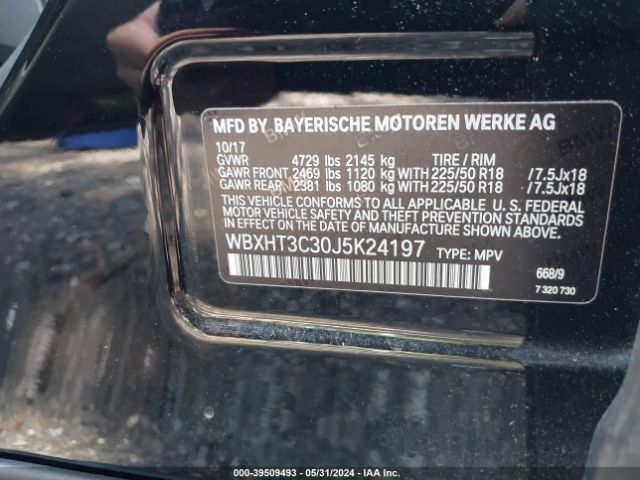 MFD BY BAYERISCHE MOTOREN WERKE AG
10/17
GVWR 4729 lbs 2145 kg TIRE / RIM
GAWR FRONT 2469 lbs 1120 kg WITH 225/50 R18 /7.5Jx18
GAWR REAR 2381 lbs 1080 kg WITH 225/50 R18 /7.5Jx18
THIS VEHICLE CONFORMS TO ALL APPLICABLE U. S. FEDERAL
MOTOR VEHICLE SAFETY AND THEFT PREVENTION STANDARDS
IN EFFECT ON THE DATE OF MANUFACTURE SHOWN ABOVE.
WBXHT3C30J5K24197 TYPE: MPV
668/9
7 320 730
000-39509493 - 05/31/2024 - IAA Inc.